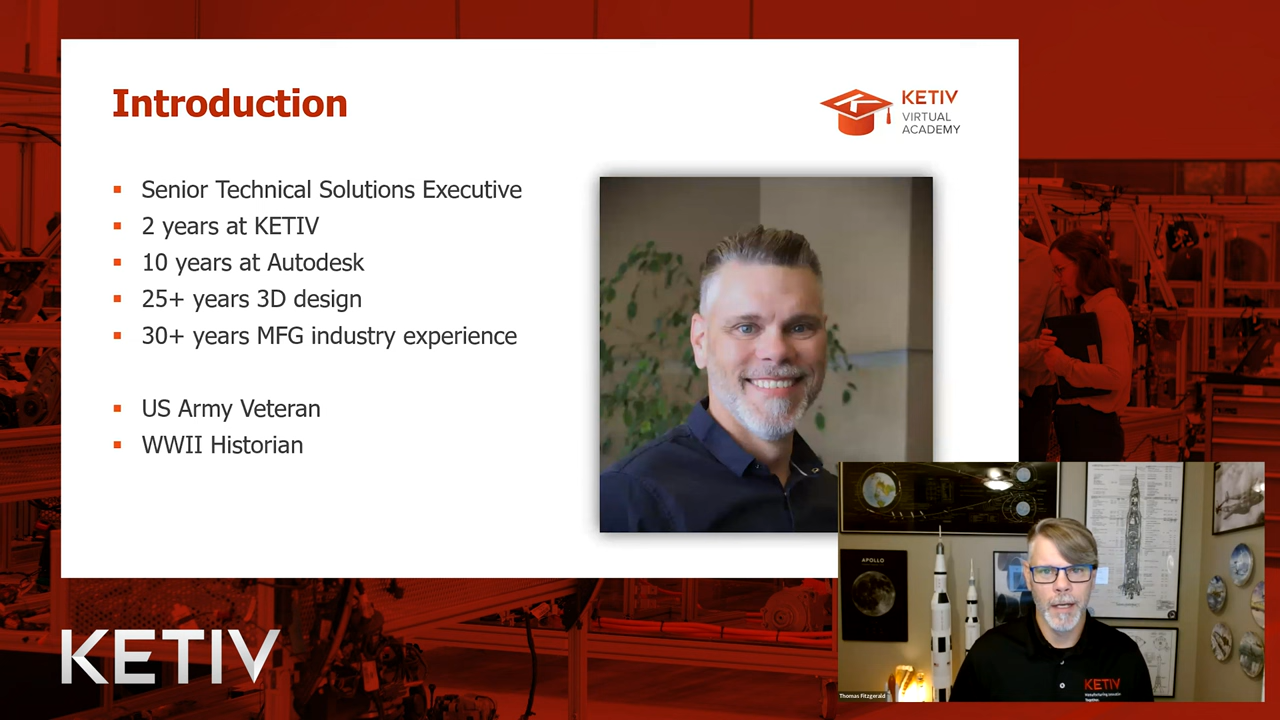 Introduction
KETIV
VIRTUAL
ACADEMY
Senior Technical Solutions Executive
2 years at KETIV
10 years at Autodesk
25+ years 3D design
30+ years MFG industry experience
US Army Veteran
WWII Historian
KETIV
APOLLO
KETIV
Together
Thomas Fitzgerald